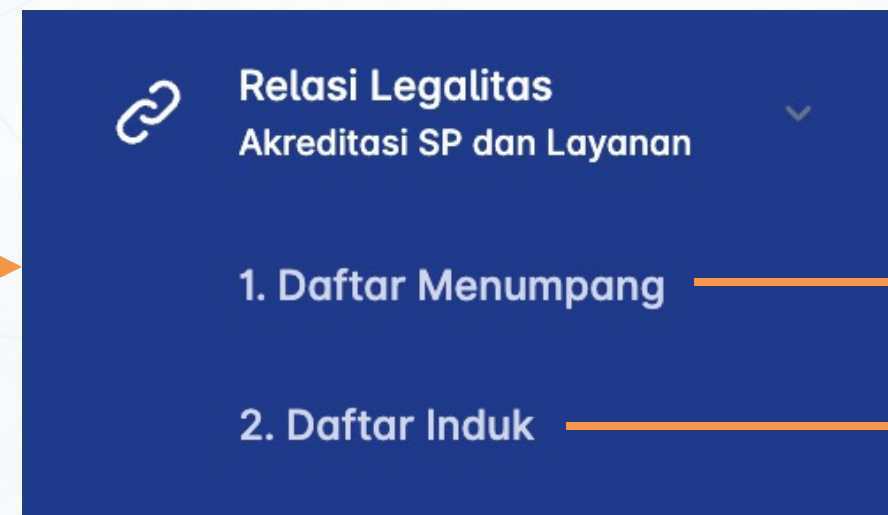 Relasi Legalitas
Akreditasi SP dan Layanan
1. Daftar Menumpang
2. Daftar Induk